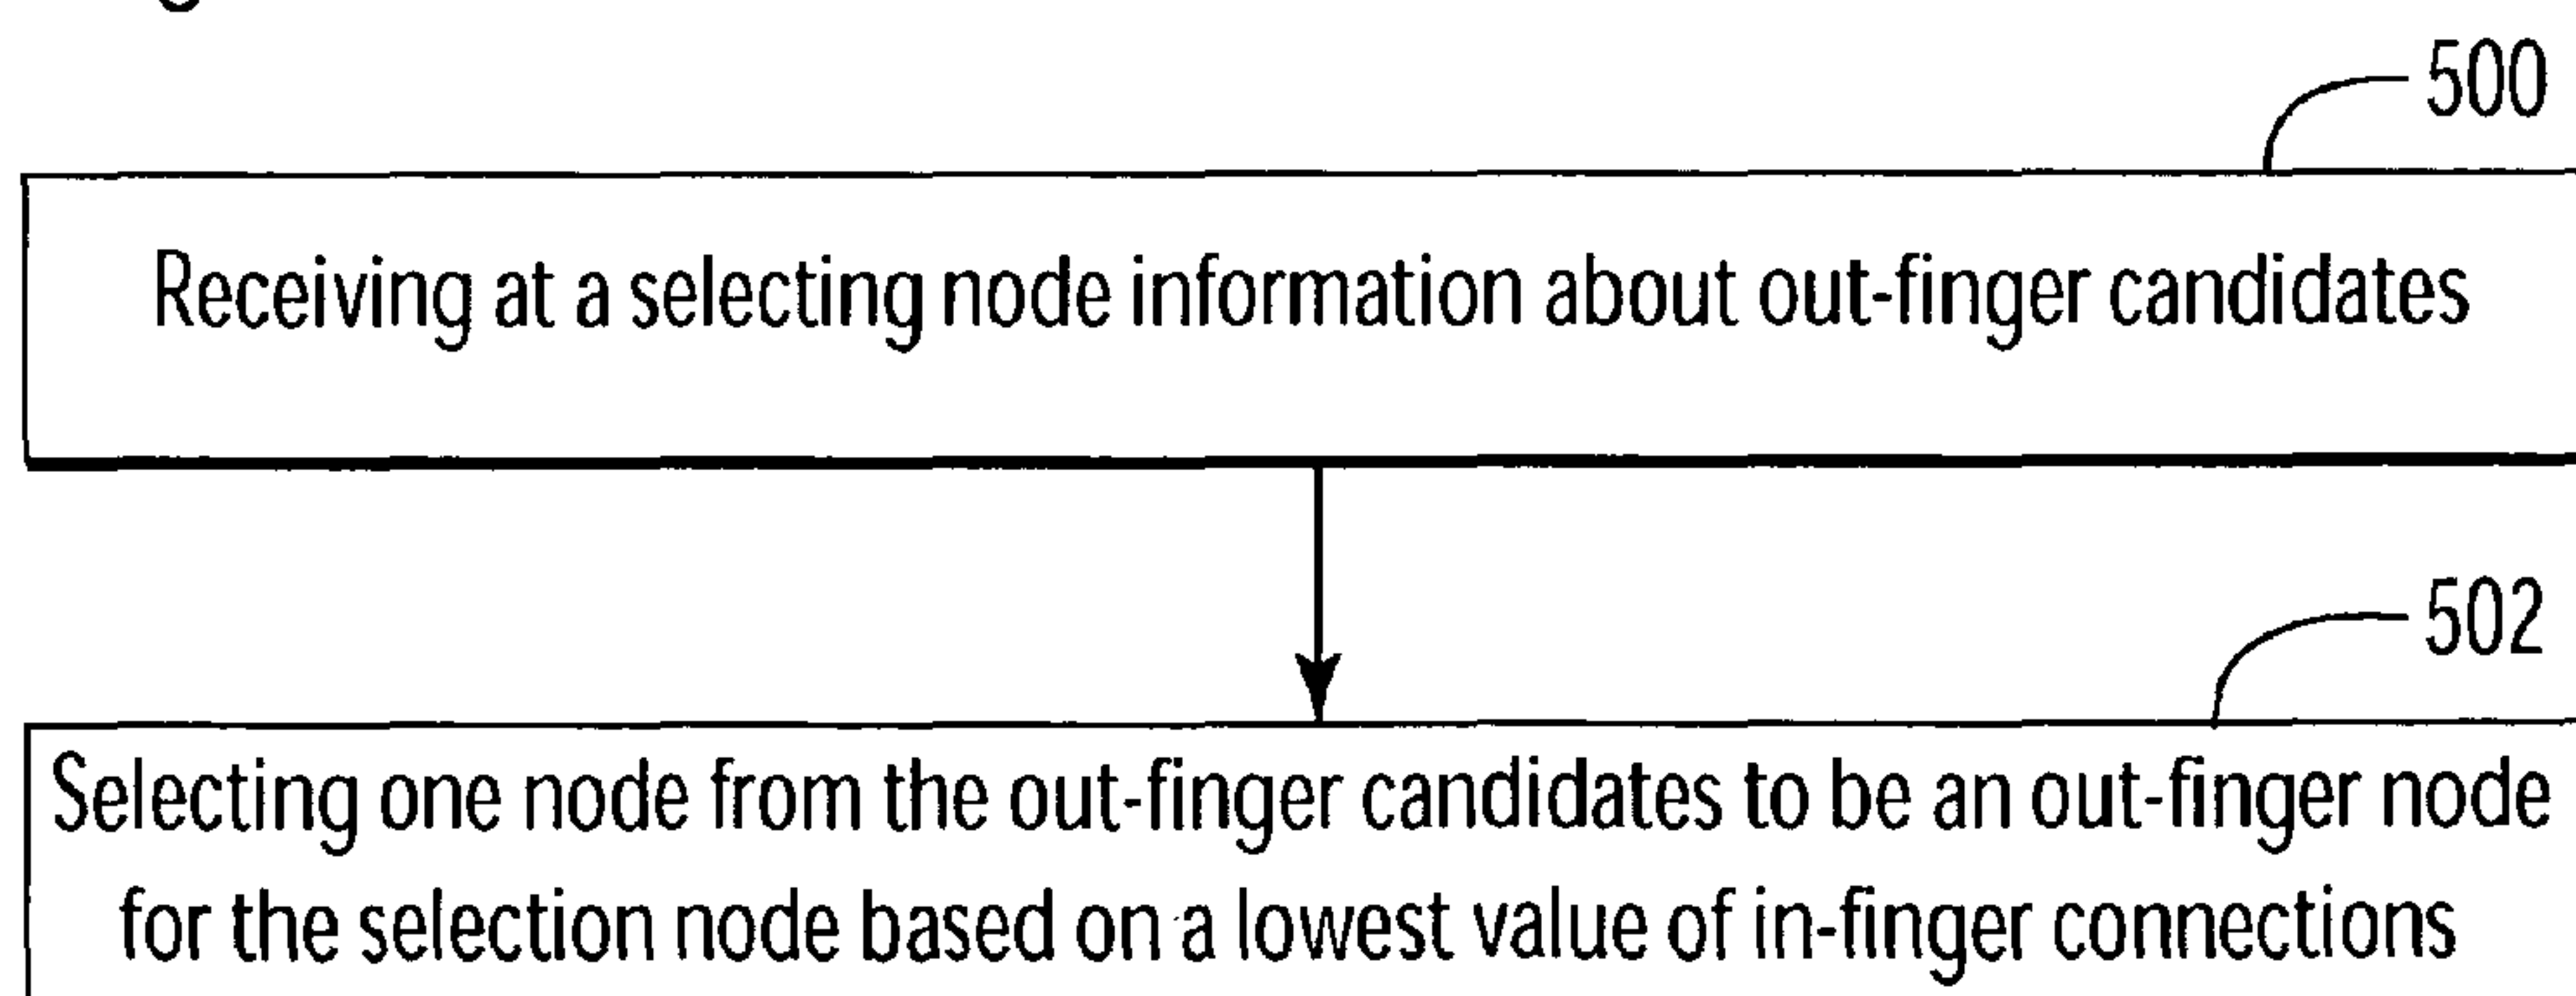 500
Receiving at a selecting node information about out-finger candidates
502
Selecting one node from the out-finger candidates to be an out-finger node
for the selection node based on a lowest value of in-finger connections